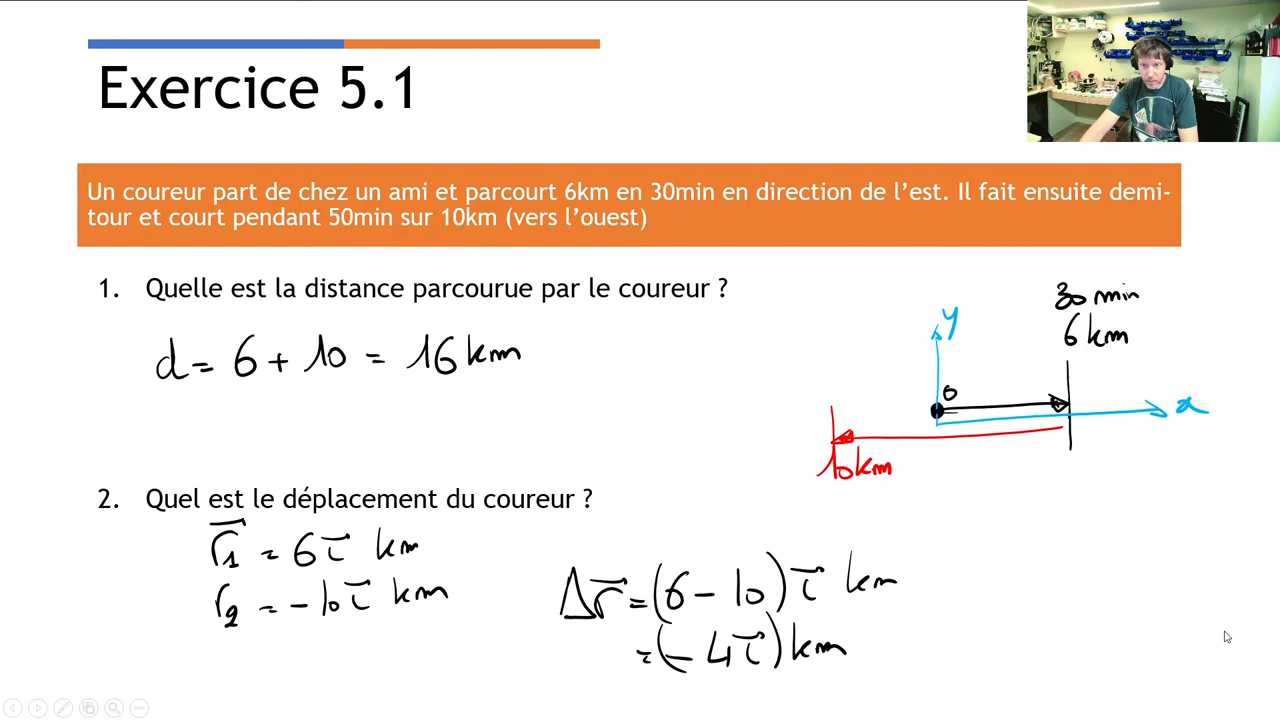 Exercice 5.1
Un coureur part de chez un ami et parcourt 6km en 30min en direction de l’est. Il fait ensuite demi-
tour et court pendant 50min sur 10km (vers l’ouest)
1. Quelle est la distance parcourue par le coureur ?
d = 6 + 10 = 16 km
30 min
6 km
y
0
x
10 km
2. Quel est le déplacement du coureur ?
r⃗1 = 6 i⃗ km
r2 = -10 i⃗ km
Δr⃗ = (6 - 10) i⃗ km
= (-4 i⃗) km